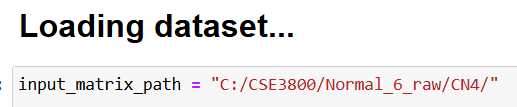 Loading dataset...
: input_matrix_path = "C:/CSE3800/Normal_6_raw/CN4/"